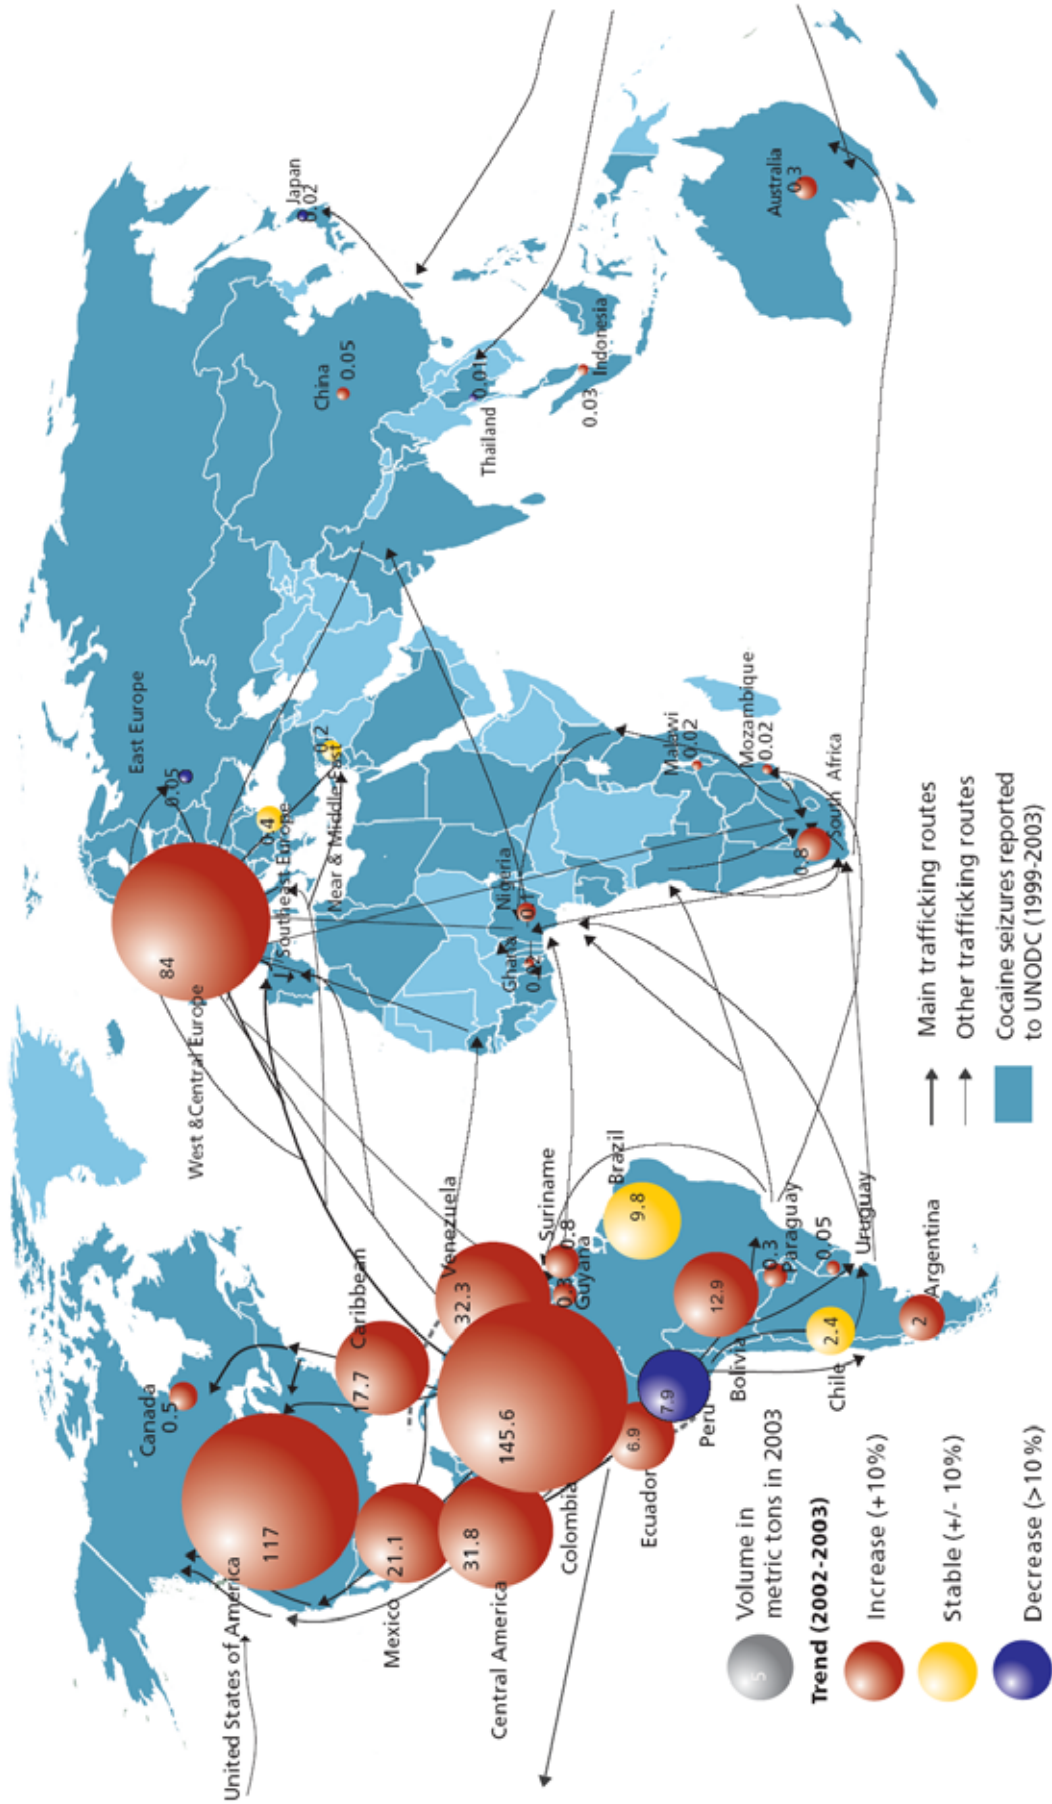 Canada
0.5
United States of America
117
Mexico
21.1
Central America
31.8
Caribbean
17.7
Venezuela
32.3
Colombia
145.6
Suriname
0.8
Guyana
Ecuador
6.9
Peru
7.9
Brazil
9.8
Bolivia
12.9
Paraguay
0.3
Chile
2.4
Uruguay
0.05
Argentina
2
West &Central Europe
84
East Europe
0.05
Southeast Europe
0.4
Near & Middle East
0.2
Nigeria
Ghana
Malawi
0.02
Mozambique
0.02
South Africa
0.8
China
0.05
Japan
0.02
Thailand
0.01
Indonesia
0.03
Australia
0.3
5
Volume in
metric tons in 2003
Trend (2002-2003)
Increase (+10%)
Stable (+/- 10%)
Decrease (>10%)
Main trafficking routes
Other trafficking routes
Cocaine seizures reported
to UNODC (1999-2003)